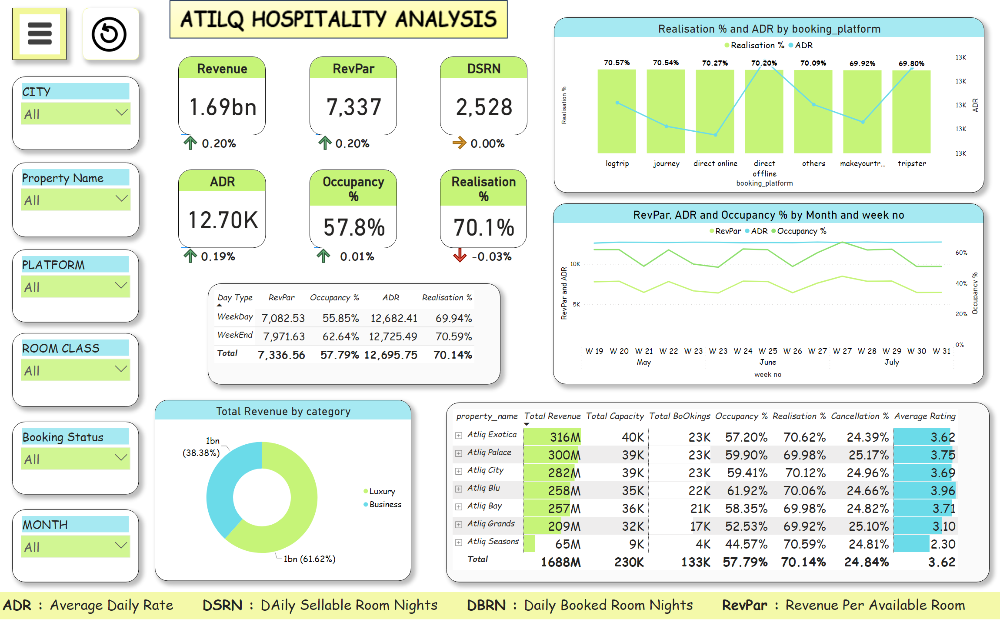 ATILQ HOSPITALITY ANALYSIS
CITY
All
Property Name
All
PLATFORM
All
ROOM CLASS
All
Booking Status
All
MONTH
All
Revenue
1.69bn
0.20%
RevPar
7,337
0.20%
DSRN
2,528
0.00%
ADR
12.70K
0.19%
Occupancy
%
57.8%
0.01%
Realisation
%
70.1%
-0.03%
Realisation % and ADR by booking_platform
Realisation % ADR
70.57% 70.54% 70.27% 70.20% 70.09% 69.92% 69.80%
13K
13K
13K
13K
13K
Realisation %
ADR
logtrip journey direct online direct offline others makeyourtr... tripster
booking_platform
RevPar, ADR and Occupancy % by Month and week no
RevPar ADR Occupancy %
RevPar and ADR
10K
5K
60%
40%
20%
0%
Occupancy %
W 19 W 20 W 21 W 22 W 23 W 23 W 24 W 25 W 26 W 27 W 27 W 28 W 29 W 30 W 31
May June July
week no
Day Type RevPar Occupancy % ADR Realisation %
WeekDay 7,082.53 55.85% 12,682.41 69.94%
WeekEnd 7,971.63 62.64% 12,725.49 70.59%
Total 7,336.56 57.79% 12,695.75 70.14%
Total Revenue by category
1bn
(38.38%)
Luxury
Business
1bn (61.62%)
property_name Total Revenue Total Capacity Total BoOkings Occupancy % Realisation % Cancellation % Average Rating
Atliq Exotica 316M 40K 23K 57.20% 70.62% 24.39% 3.62
Atliq Palace 300M 39K 23K 59.90% 69.98% 25.17% 3.75
Atliq City 282M 39K 23K 59.41% 70.12% 24.96% 3.69
Atliq Blu 258M 35K 22K 61.92% 70.06% 24.66% 3.96
Atliq Bay 257M 36K 21K 58.35% 69.98% 24.82% 3.71
Atliq Grands 209M 32K 17K 52.53% 69.92% 25.10% 3.10
Atliq Seasons 65M 9K 4K 44.57% 70.59% 24.81% 2.30
Total 1688M 230K 133K 57.79% 70.14% 24.84% 3.62
ADR : Average Daily Rate DSRN : DAily Sellable Room Nights DBRN : Daily Booked Room Nights RevPar : Revenue Per Available Room